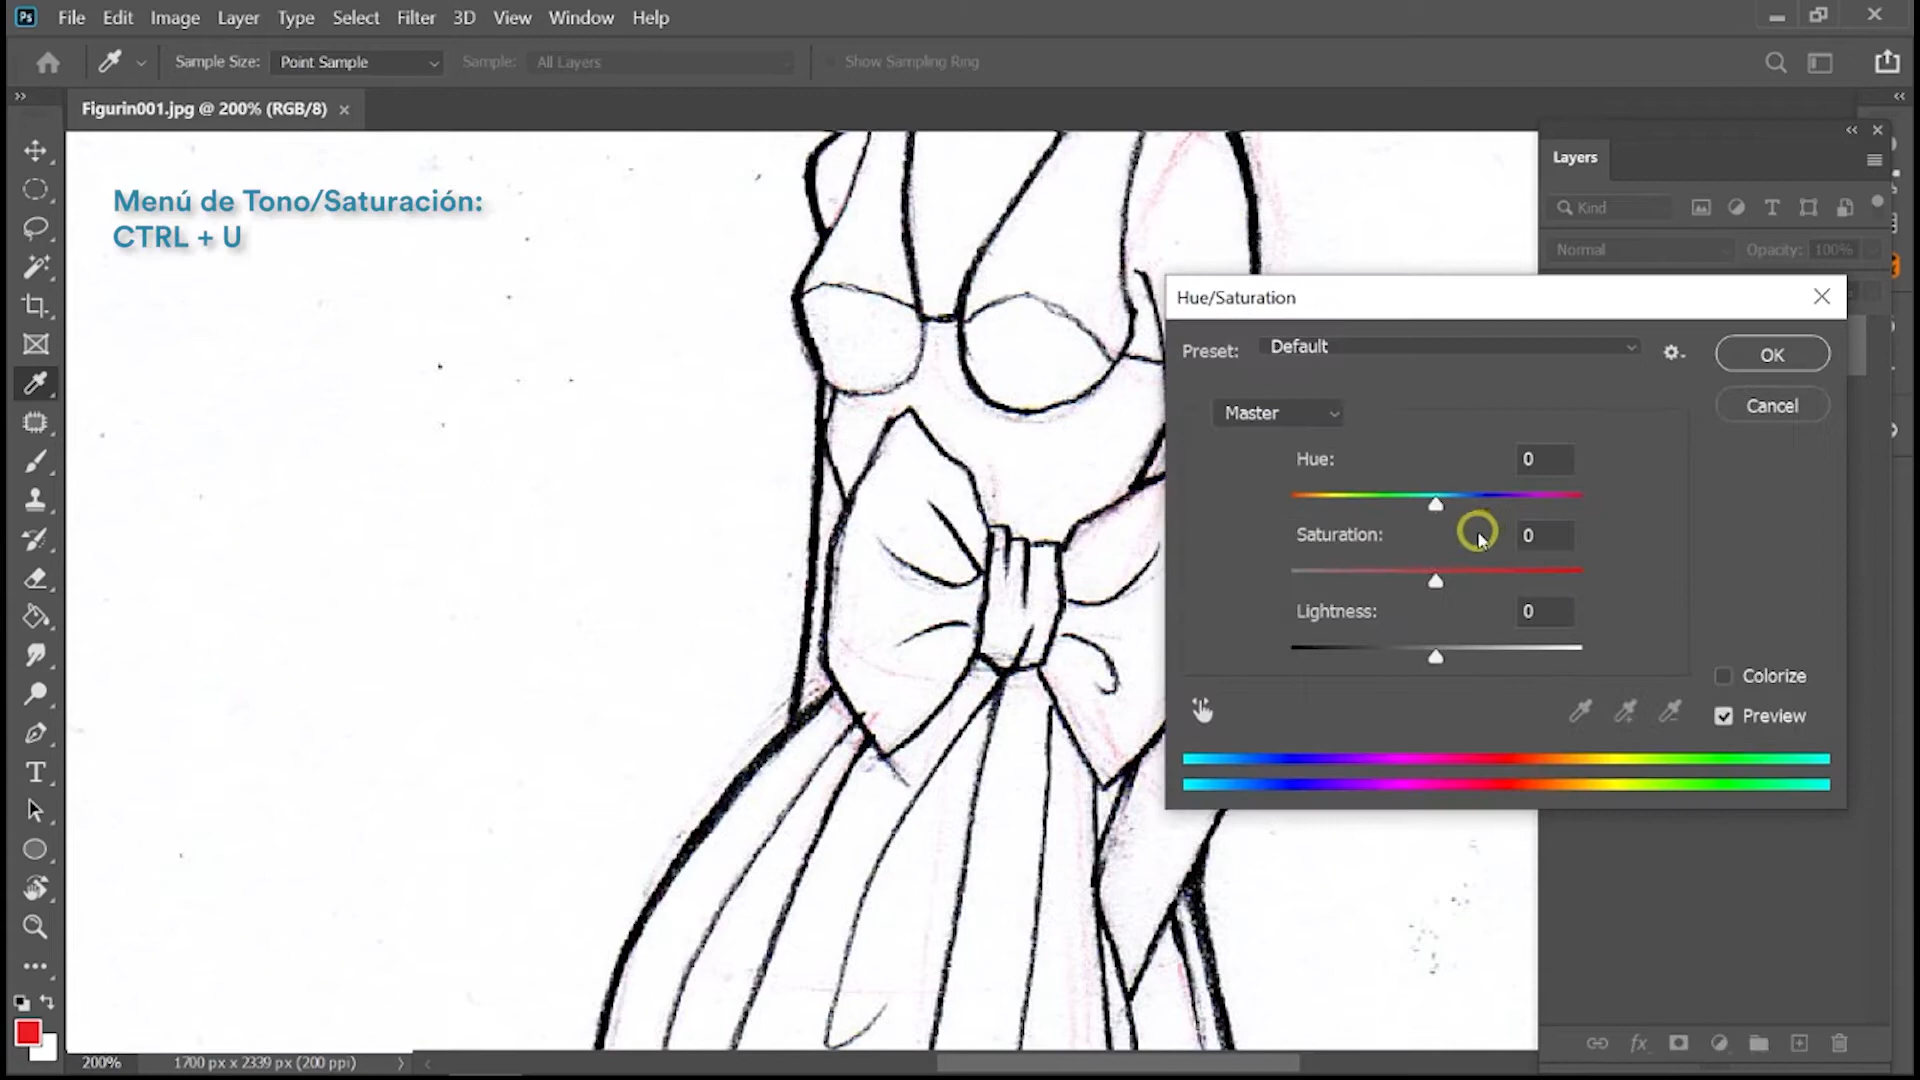 Ps File Edit Image Layer Type Select Filter 3D View Window Help
Sample Size: Point Sample Sample: All Layers Show Sampling Ring
Figurin001.jpg @ 200% (RGB/8)
Menú de Tono/Saturación:
CTRL + U
Layers
Kind
Normal Opacity: 100%
Hue/Saturation
Preset: Default
OK
Cancel
Master
Hue: 0
Saturation: 0
Lightness: 0
Colorize
Preview
fx
200% 1700 px x 2339 px (200 ppi)